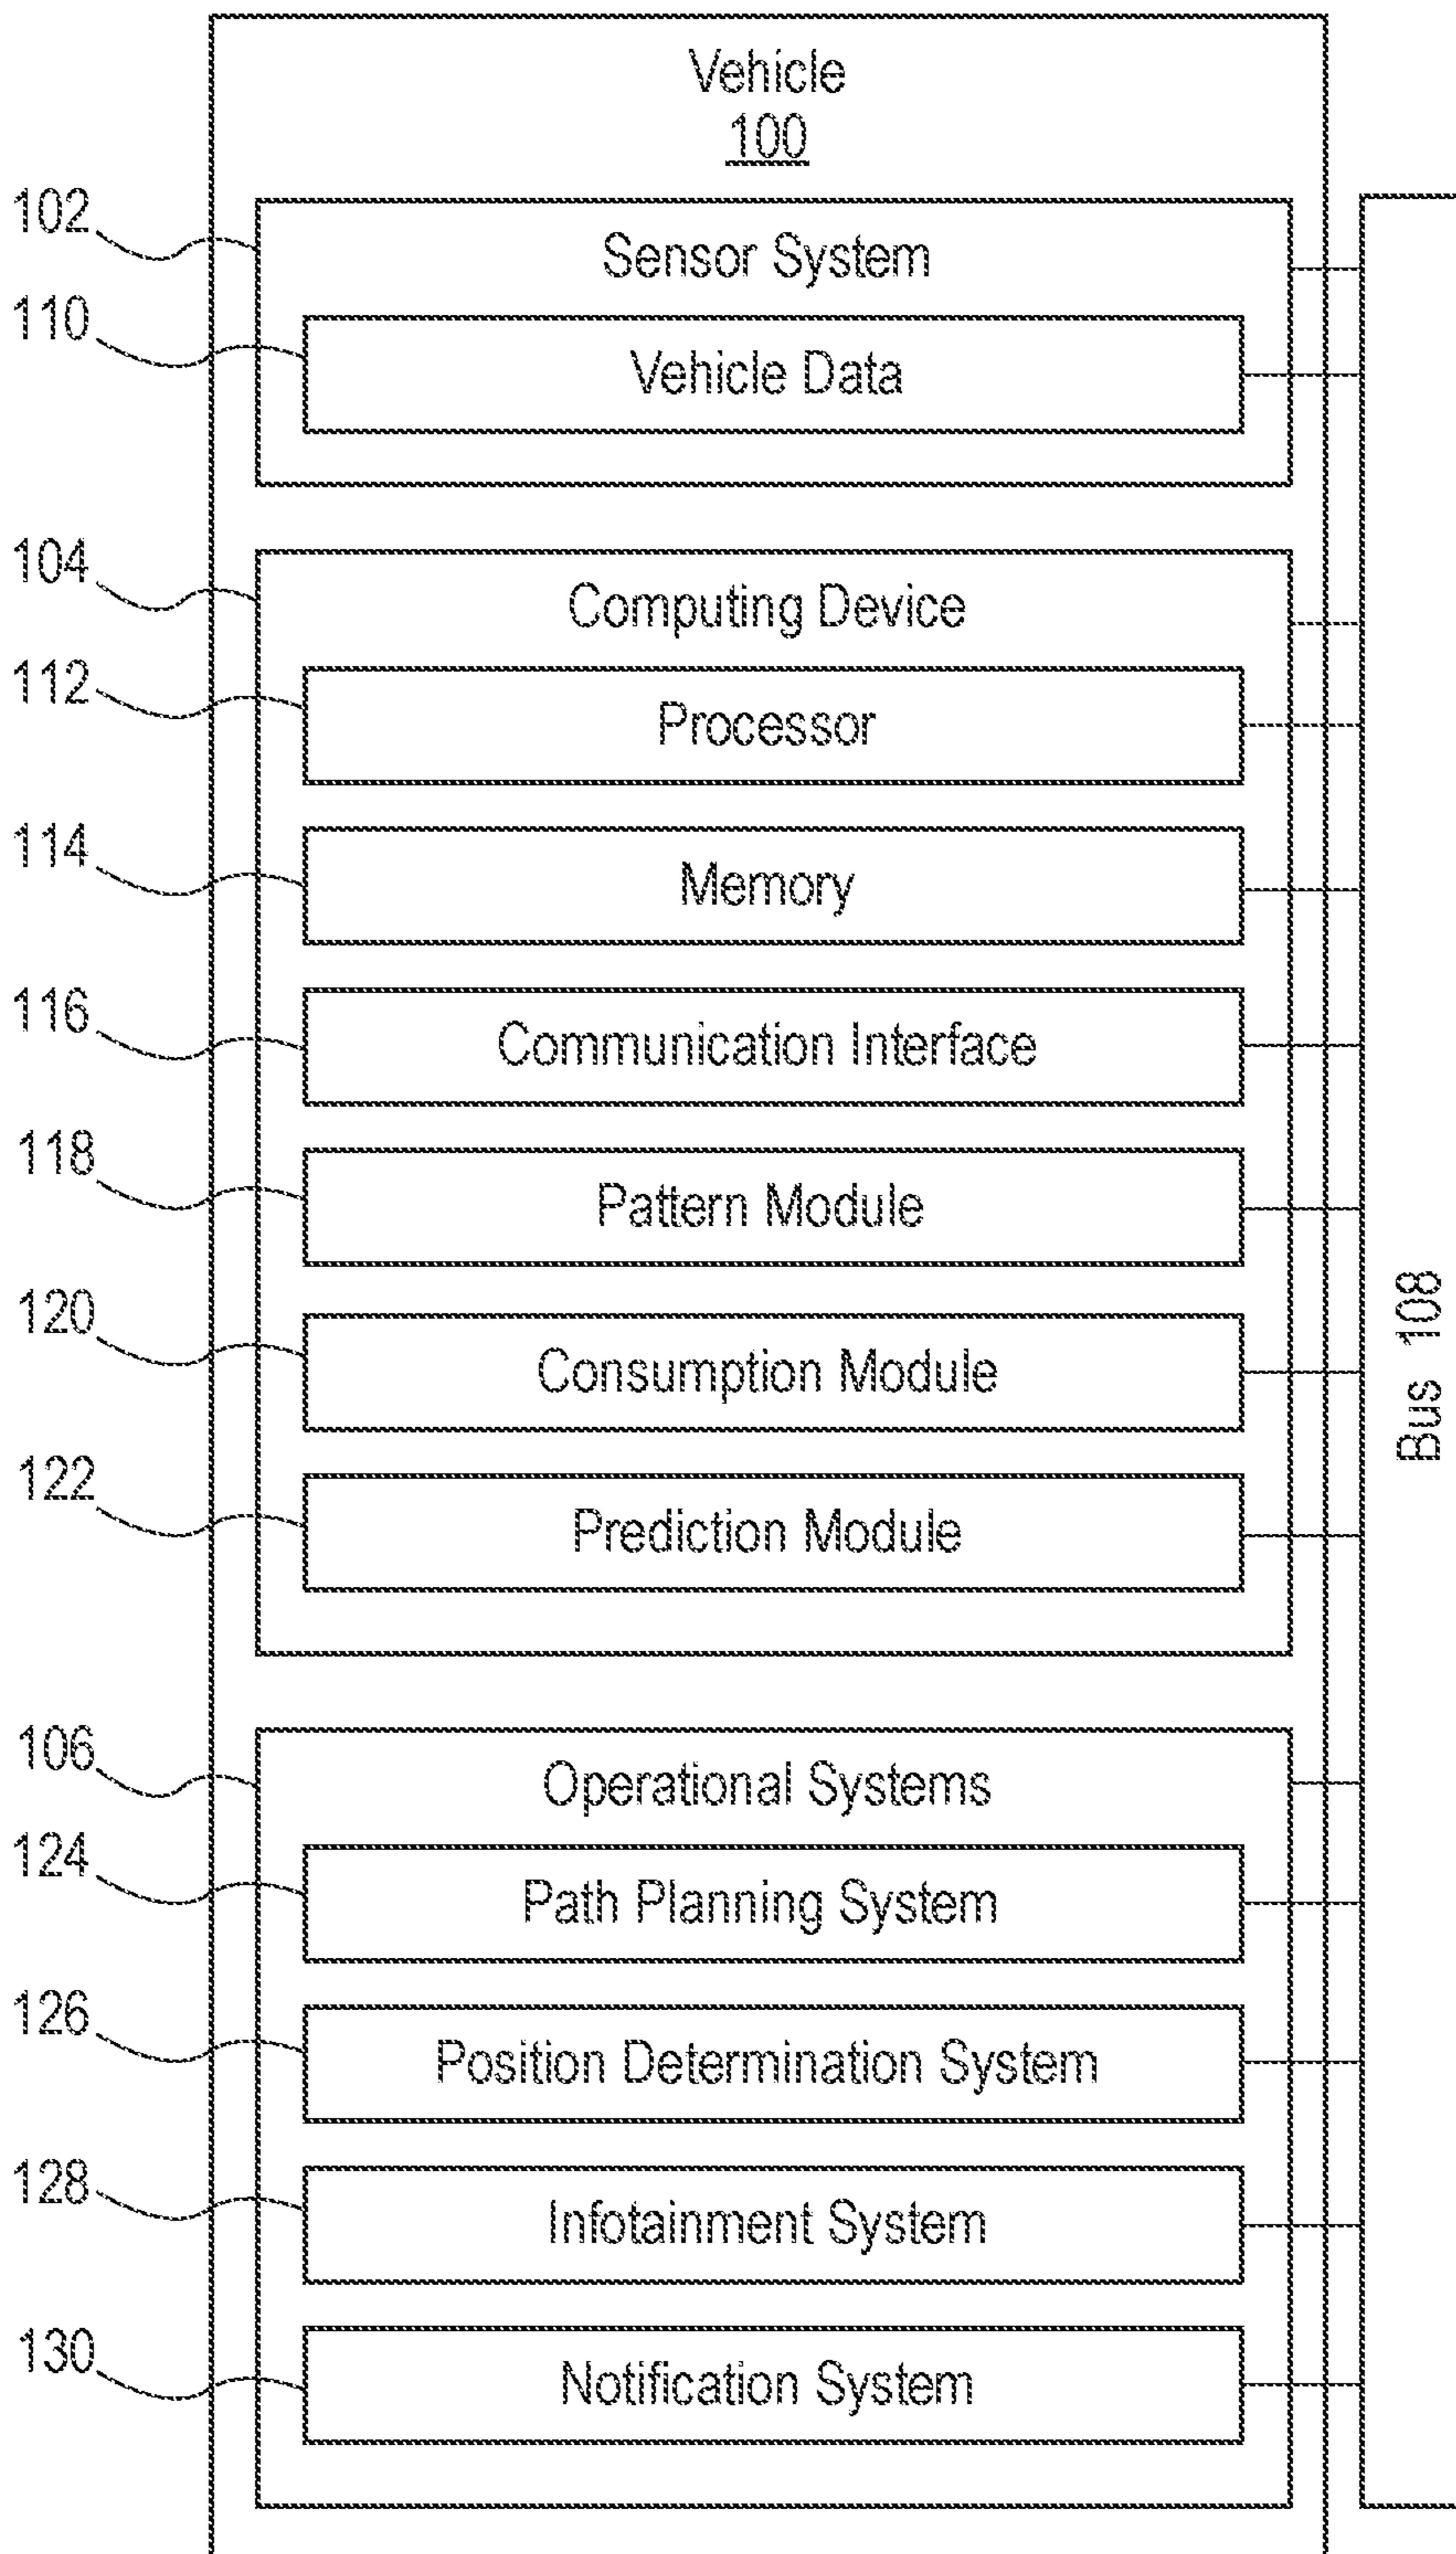 Vehicle
100
102
Sensor System
110
Vehicle Data
104
Computing Device
112
Processor
114
Memory
116
Communication Interface
118
Pattern Module
120
Consumption Module
122
Prediction Module
106
Operational Systems
124
Path Planning System
126
Position Determination System
128
Infotainment System
130
Notification System
Bus 108